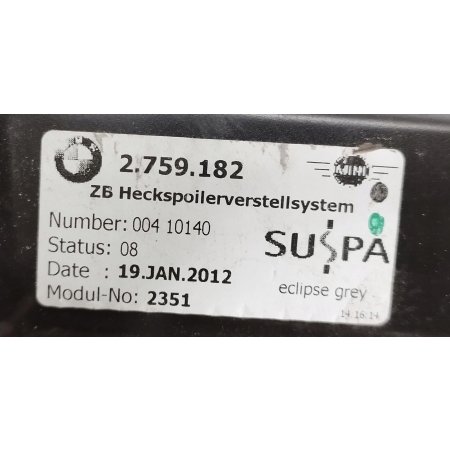 2.759.182
MINI
ZB Heckspoilerverstellsystem
Number: 004 10140
Status: 08
SUSPA
Date : 19.JAN.2012
eclipse grey
Modul-No: 2351
14:16:14